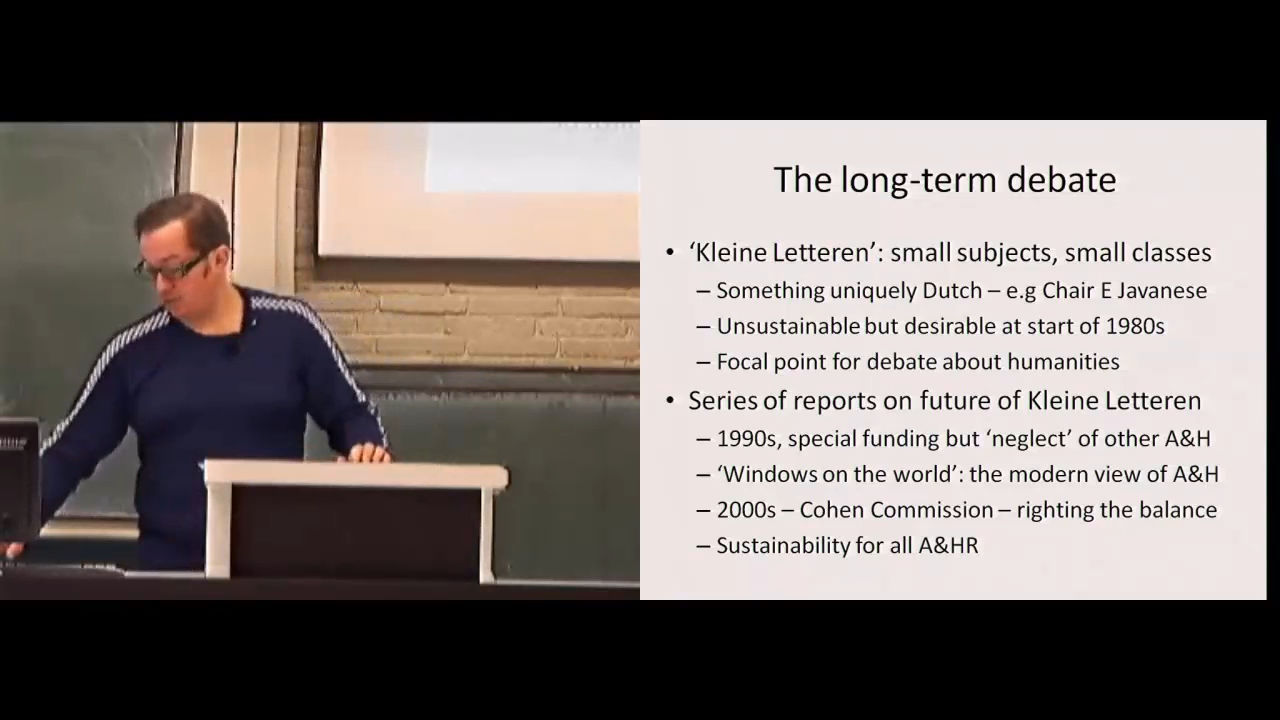 The long-term debate
• ‘Kleine Letteren’: small subjects, small classes
– Something uniquely Dutch – e.g Chair E Javanese
– Unsustainable but desirable at start of 1980s
– Focal point for debate about humanities
• Series of reports on future of Kleine Letteren
– 1990s, special funding but ‘neglect’ of other A&H
– ‘Windows on the world’: the modern view of A&H
– 2000s – Cohen Commission – righting the balance
– Sustainability for all A&HR